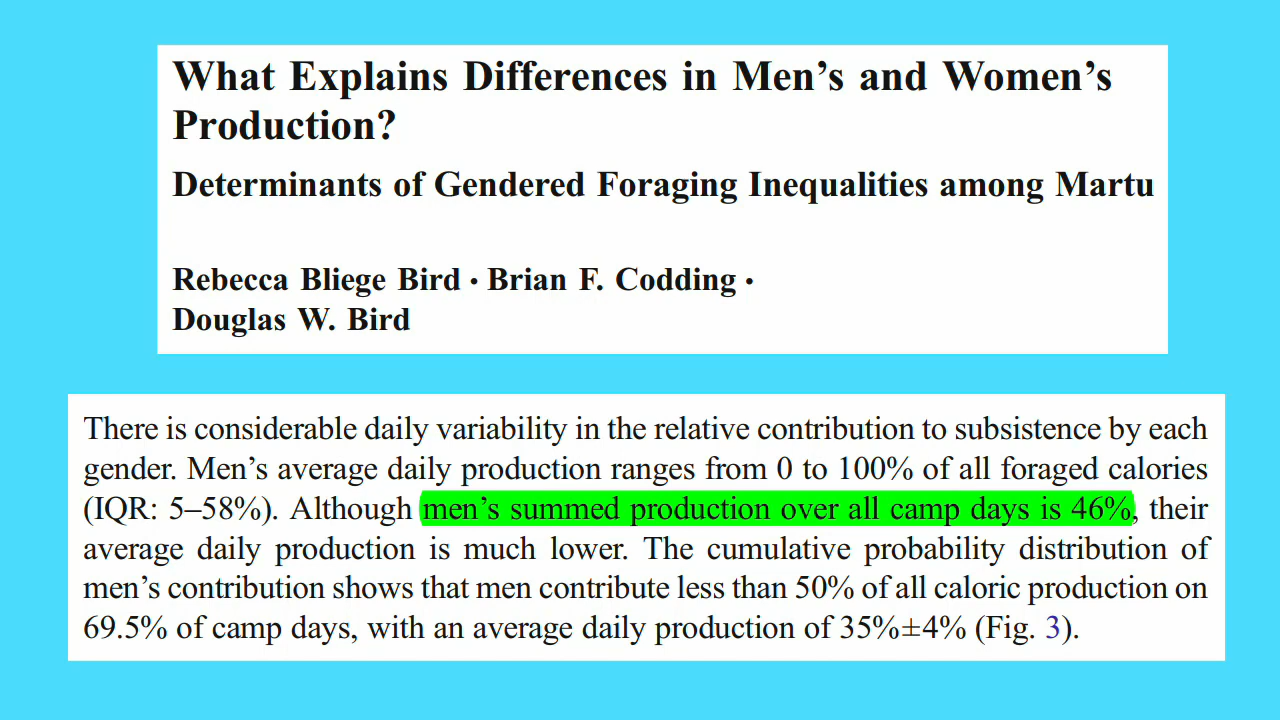 What Explains Differences in Men’s and Women’s
Production?
Determinants of Gendered Foraging Inequalities among Martu
Rebecca Bliege Bird · Brian F. Codding ·
Douglas W. Bird
There is considerable daily variability in the relative contribution to subsistence by each
gender. Men’s average daily production ranges from 0 to 100% of all foraged calories
(IQR: 5–58%). Although men’s summed production over all camp days is 46%, their
average daily production is much lower. The cumulative probability distribution of
men’s contribution shows that men contribute less than 50% of all caloric production on
69.5% of camp days, with an average daily production of 35%±4% (Fig. 3).